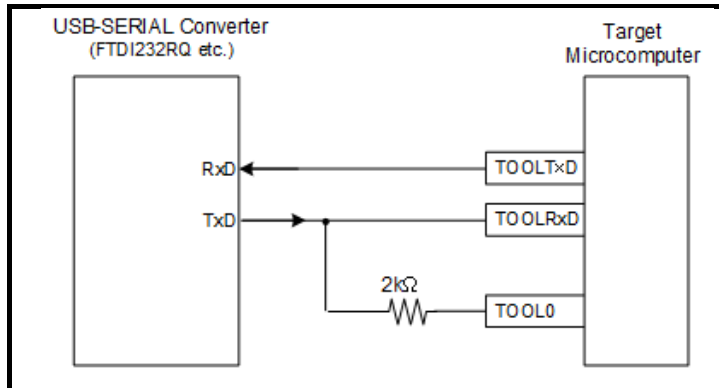 USB-SERIAL Converter
(FTDI232RQ etc.)
Target
Microcomputer
RxD
TOOLTxD
TxD
TOOLRxD
2kΩ
TOOL0